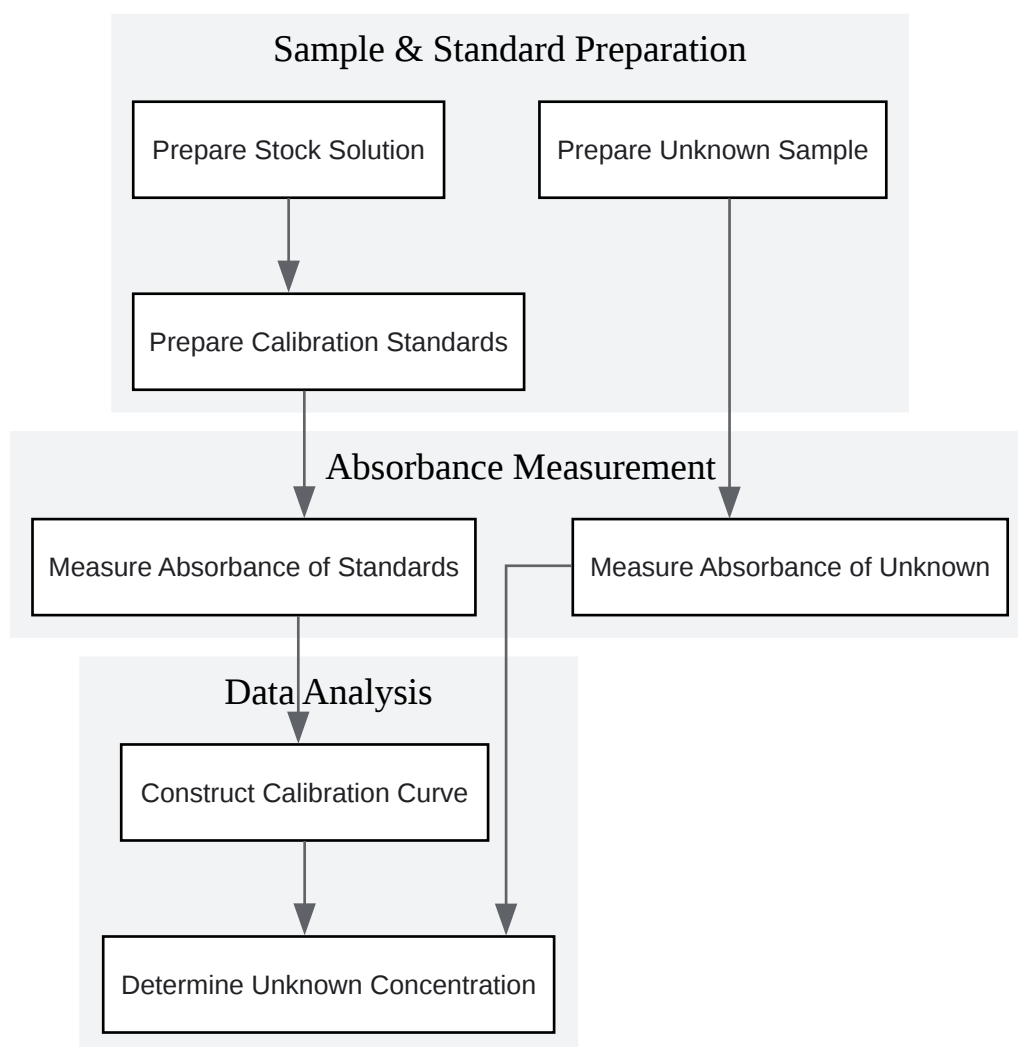 Sample & Standard Preparation
Prepare Stock Solution
Prepare Unknown Sample
Prepare Calibration Standards
Absorbance Measurement
Measure Absorbance of Standards
Measure Absorbance of Unknown
Data Analysis
Construct Calibration Curve
Determine Unknown Concentration